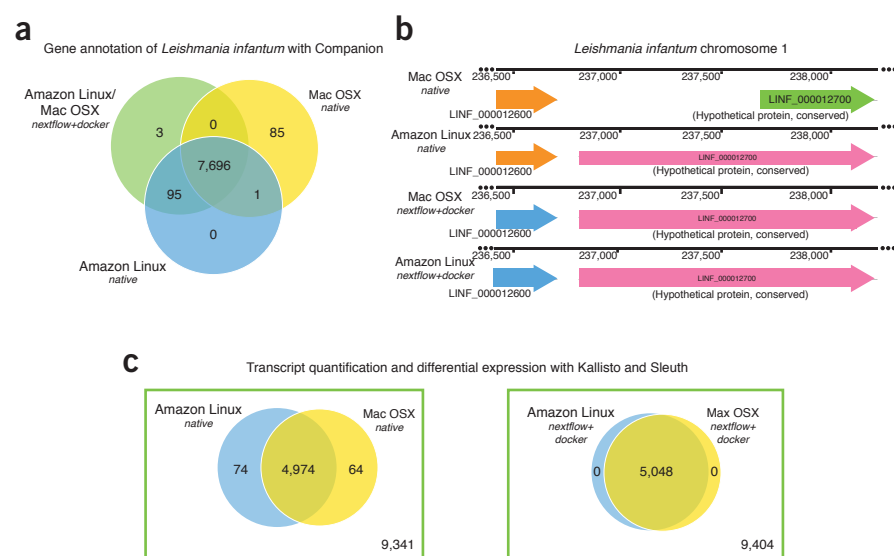 a
Gene annotation of Leishmania infantum with Companion
Amazon Linux/
Mac OSX
nextflow+docker
Mac OSX
native
3
0
85
7,696
95
1
0
Amazon Linux
native
b
Leishmania infantum chromosome 1
Mac OSX
native
236,500
237,000
237,500
238,000
LINF_000012600
LINF_000012700
(Hypothetical protein, conserved)
Amazon Linux
native
236,500
237,000
237,500
238,000
LINF_000012600
LINF_000012700
(Hypothetical protein, conserved)
Mac OSX
nextflow+docker
236,500
237,000
237,500
238,000
LINF_000012600
LINF_000012700
(Hypothetical protein, conserved)
Amazon Linux
nextflow+docker
236,500
237,000
237,500
238,000
LINF_000012600
LINF_000012700
(Hypothetical protein, conserved)
c
Transcript quantification and differential expression with Kallisto and Sleuth
Amazon Linux
native
Mac OSX
native
74
4,974
64
9,341
Amazon Linux
nextflow+
docker
Max OSX
nextflow+
docker
0
5,048
0
9,404